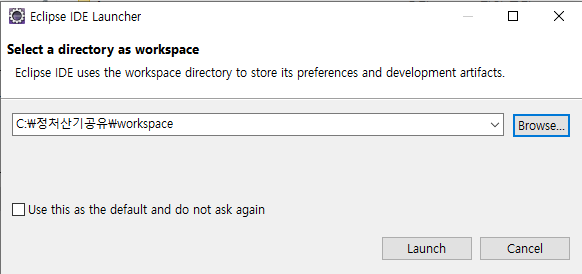 Eclipse IDE Launcher
Select a directory as workspace
Eclipse IDE uses the workspace directory to store its preferences and development artifacts.
C:₩정처산기공유₩workspace
Browse...
Use this as the default and do not ask again
Launch
Cancel